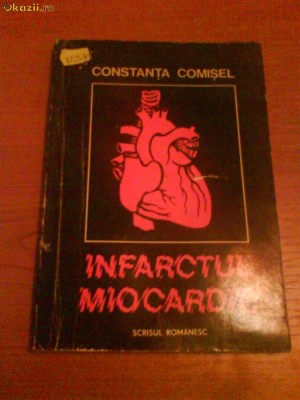 Okazii.ro
CONSTANȚA COMIȘEL
INFARCTUL
MIOCARDIC
SCRISUL ROMÂNESC